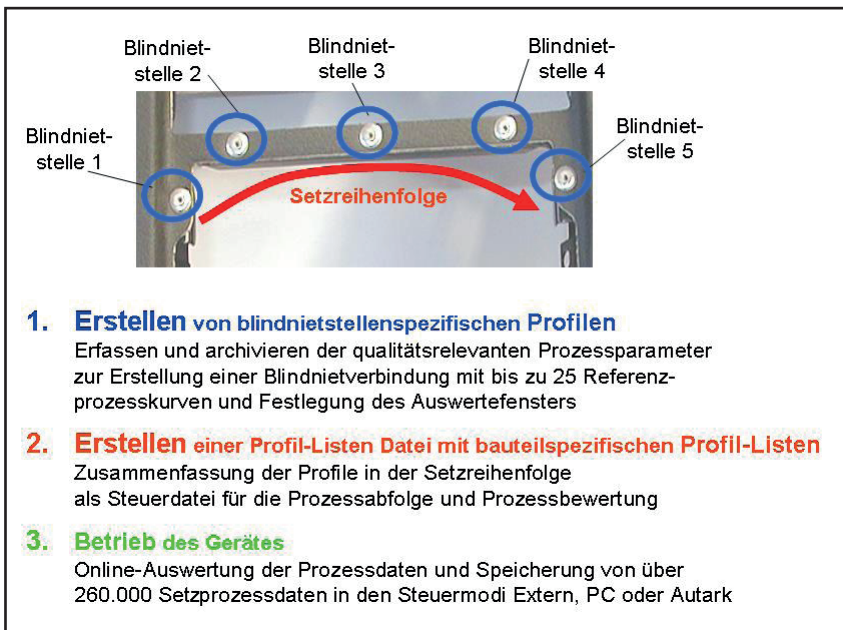 Blindniet-
stelle 1
Blindniet-
stelle 2
Blindniet-
stelle 3
Blindniet-
stelle 4
Blindniet-
stelle 5
Setzreihenfolge
1. Erstellen von blindnietstellenspezifischen Profilen
Erfassen und archivieren der qualitätsrelevanten Prozessparameter
zur Erstellung einer Blindnietverbindung mit bis zu 25 Referenz-
prozesskurven und Festlegung des Auswertefensters
2. Erstellen einer Profil-Listen Datei mit bauteilspezifischen Profil-Listen
Zusammenfassung der Profile in der Setzreihenfolge
als Steuerdatei für die Prozessabfolge und Prozessbewertung
3. Betrieb des Gerätes
Online-Auswertung der Prozessdaten und Speicherung von über
260.000 Setzprozessdaten in den Steuermodi Extern, PC oder Autark